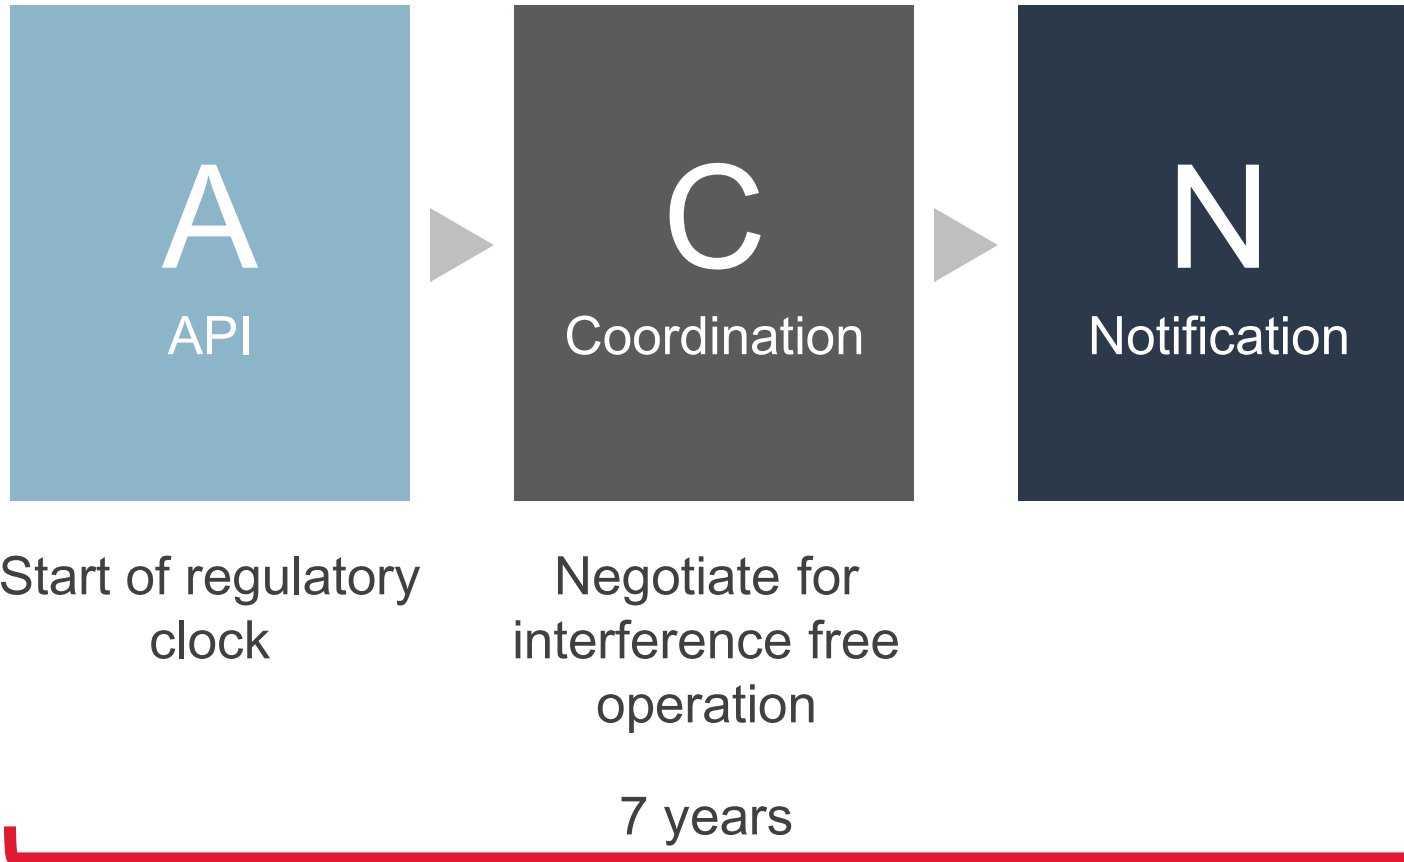 A
API
Start of regulatory
clock
C
Coordination
Negotiate for
interference free
operation
N
Notification
7 years